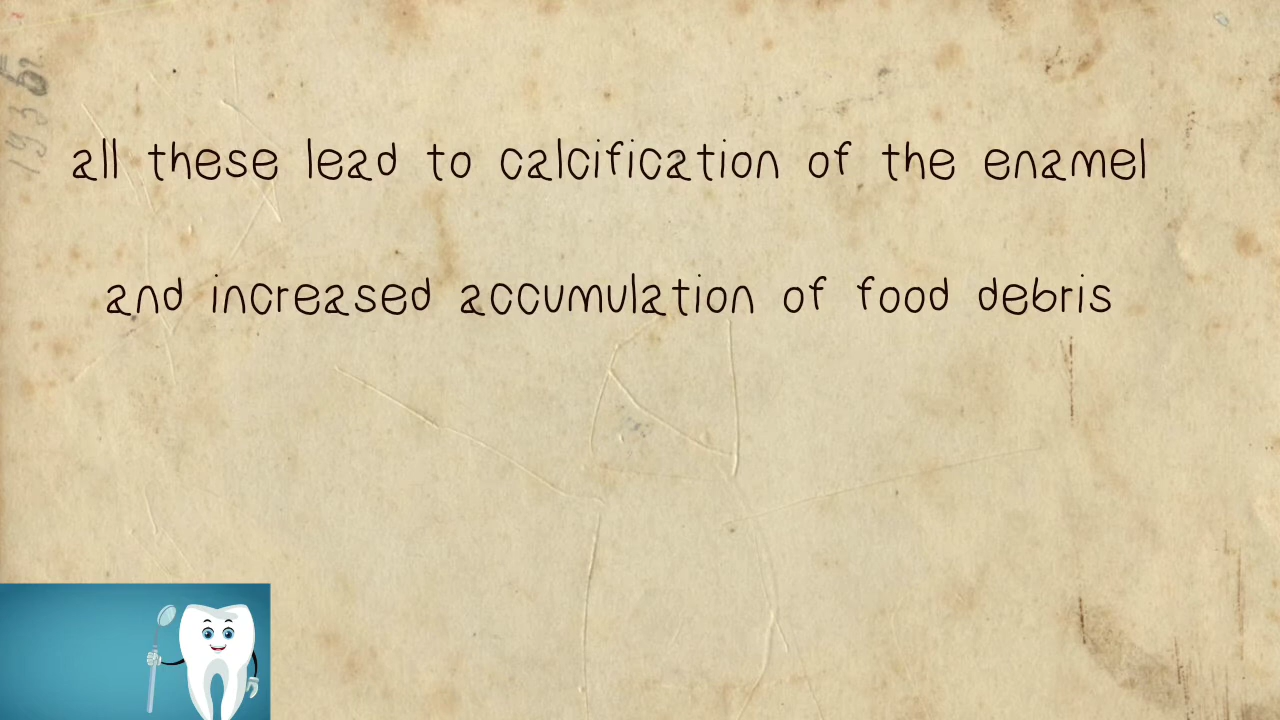 all these lead to calcification of the enamel
and increased accumulation of food debris